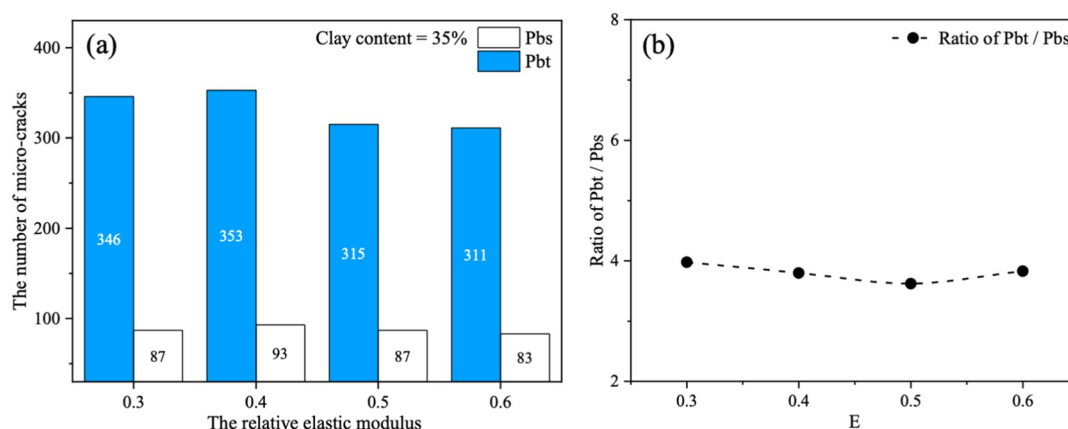 (a)
Clay content = 35%
Pbs
Pbt
The number of micro-cracks
400
300
200
100
346
87
353
93
315
87
311
83
0.3
0.4
0.5
0.6
The relative elastic modulus
(b)
Ratio of Pbt / Pbs
Ratio of Pbt / Pbs
8
6
4
2
0.3
0.4
0.5
0.6
E